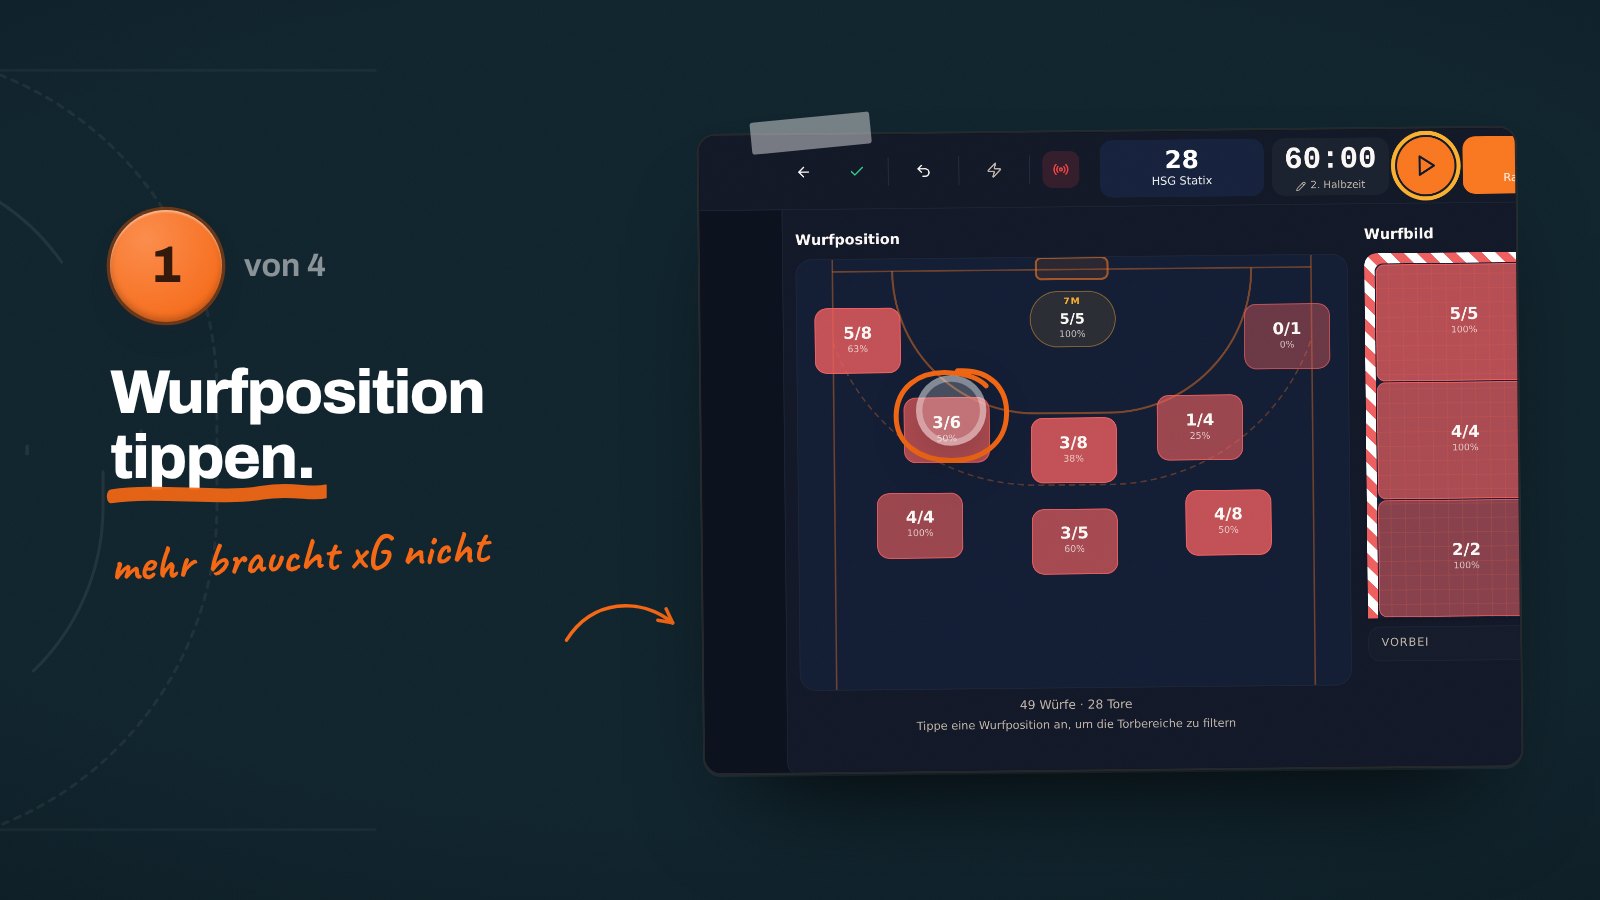 1
von 4
Wurfposition
tippen.
mehr braucht xG nicht
28
HSG Statix
60:00
2. Halbzeit
Wurfposition
Wurfbild
7M
5/5
100%
5/8
63%
0/1
0%
3/6
50%
3/8
38%
1/4
25%
4/4
100%
3/5
60%
4/8
50%
5/5
100%
4/4
100%
2/2
100%
VORBEI
49 Würfe · 28 Tore
Tippe eine Wurfposition an, um die Torbereiche zu filtern